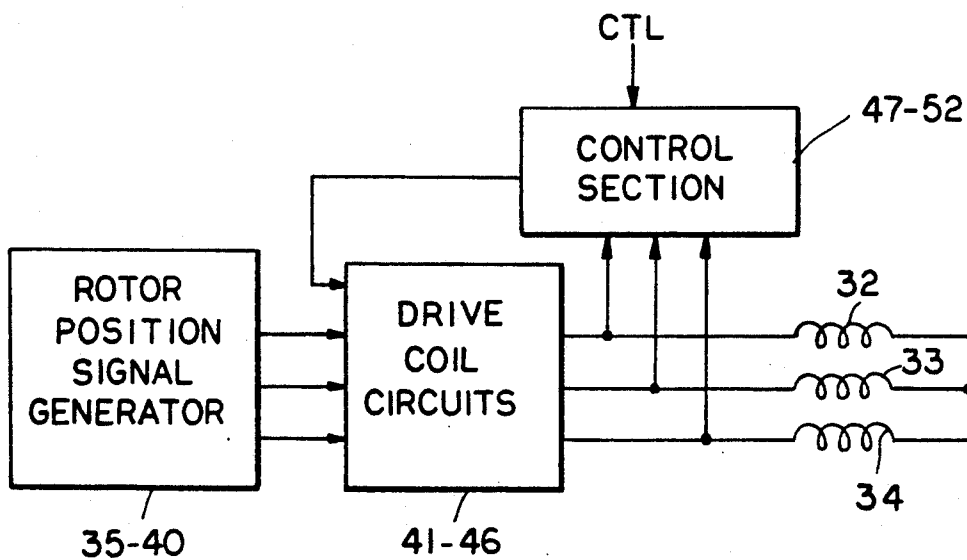 CTL
47-52
CONTROL
SECTION
ROTOR
POSITION
SIGNAL
GENERATOR
DRIVE
COIL
CIRCUITS
32
33
34
35-40
41-46